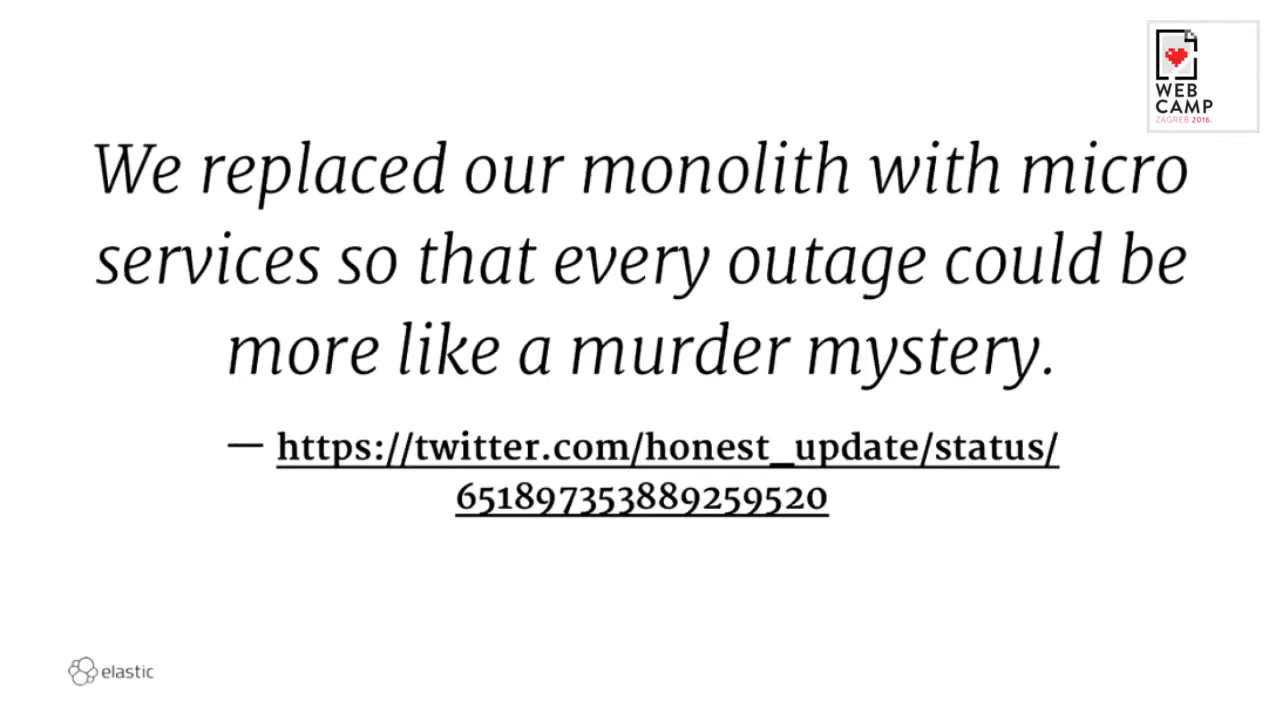 WEB
CAMP
ZAGREB 2016.
We replaced our monolith with micro
services so that every outage could be
more like a murder mystery.
— https://twitter.com/honest_update/status/
651897353889259520
elastic